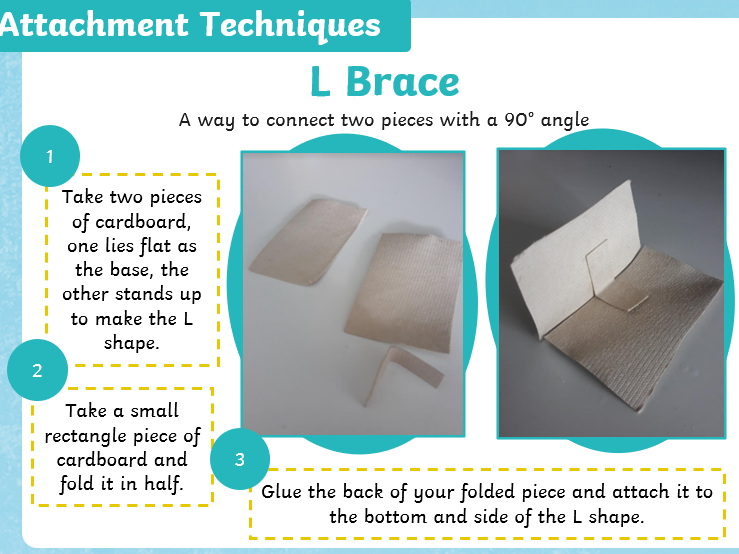 Attachment Techniques
L Brace
A way to connect two pieces with a 90° angle
1
Take two pieces
of cardboard,
one lies flat as
the base, the
other stands up
to make the L
shape.
2
Take a small
rectangle piece of
cardboard and
fold it in half.
3
Glue the back of your folded piece and attach it to
the bottom and side of the L shape.